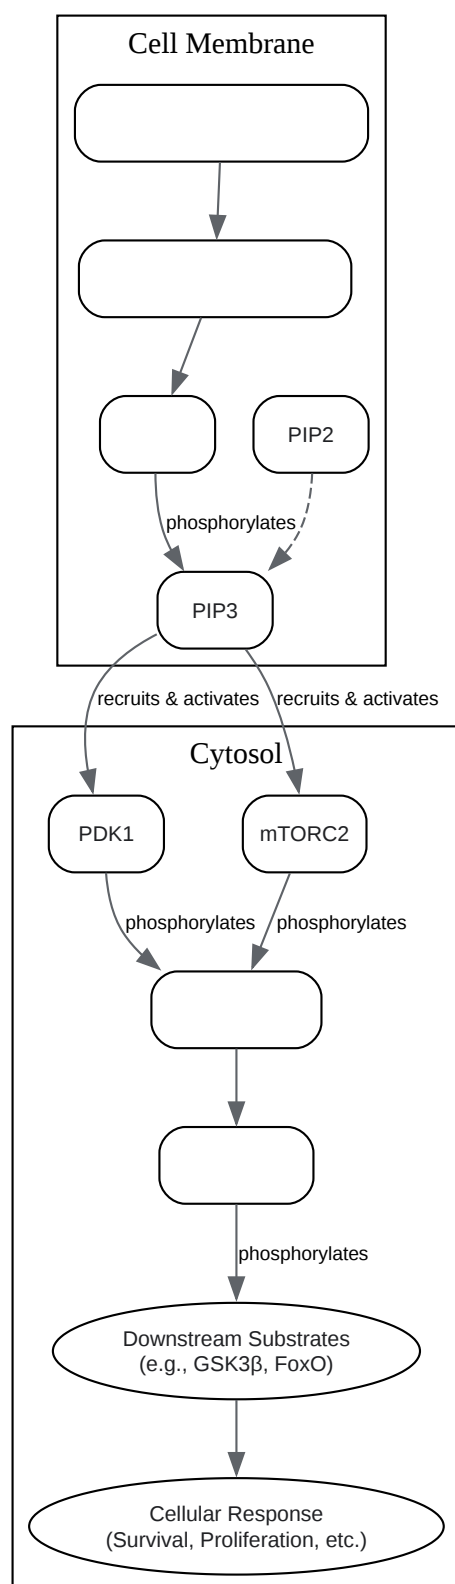 Cell Membrane
PIP2
phosphorylates
PIP3
recruits & activates
recruits & activates
Cytosol
PDK1
mTORC2
phosphorylates
phosphorylates
phosphorylates
Downstream Substrates
(e.g., GSK3β, FoxO)
Cellular Response
(Survival, Proliferation, etc.)